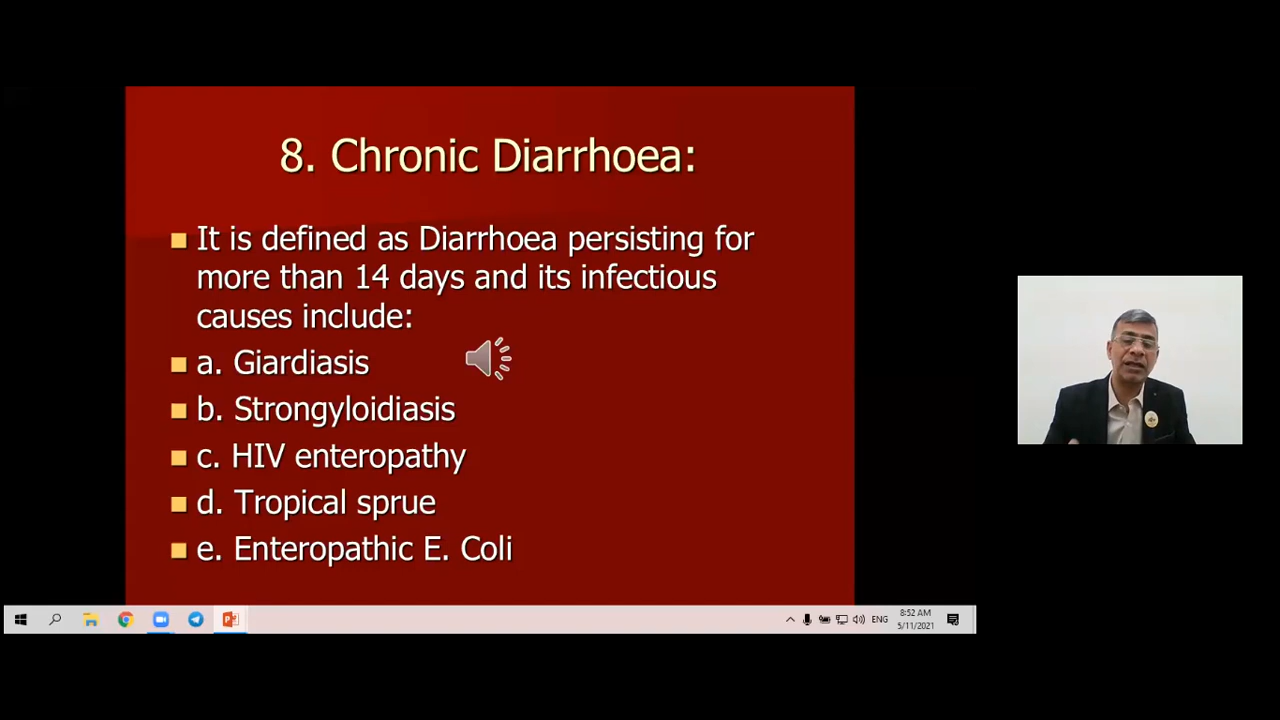 8. Chronic Diarrhoea:
It is defined as Diarrhoea persisting for
more than 14 days and its infectious
causes include:
a. Giardiasis
b. Strongyloidiasis
c. HIV enteropathy
d. Tropical sprue
e. Enteropathic E. Coli
8:52 AM
ENG
5/11/2021